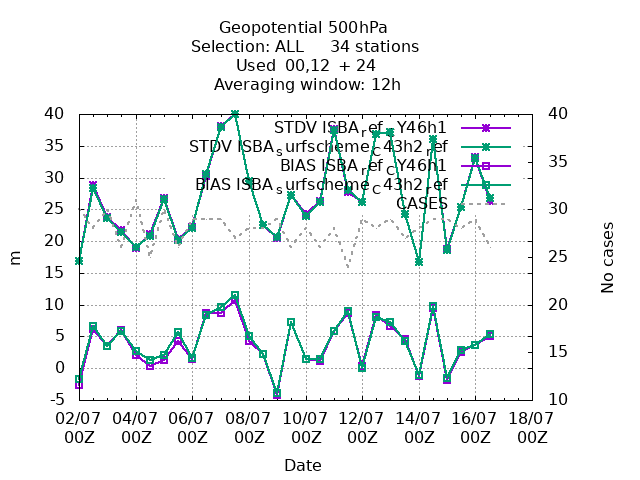 Geopotential 500hPa
Selection: ALL 34 stations
Used 00,12 + 24
Averaging window: 12h
40 40
STDV ISBA_ref_CY46h1
35 STDV ISBA_surfscheme_C43h2_ref 35
BIAS ISBA_ref_CY46h1
30 BIAS ISBA_surfscheme_C43h2_ref
CASES
25 30
20 25
15
10 20
5
0 15
-5 10
m
No cases
02/07 04/07 06/07 08/07 10/07 12/07 14/07 16/07 18/07
00Z 00Z 00Z 00Z 00Z 00Z 00Z 00Z 00Z
Date